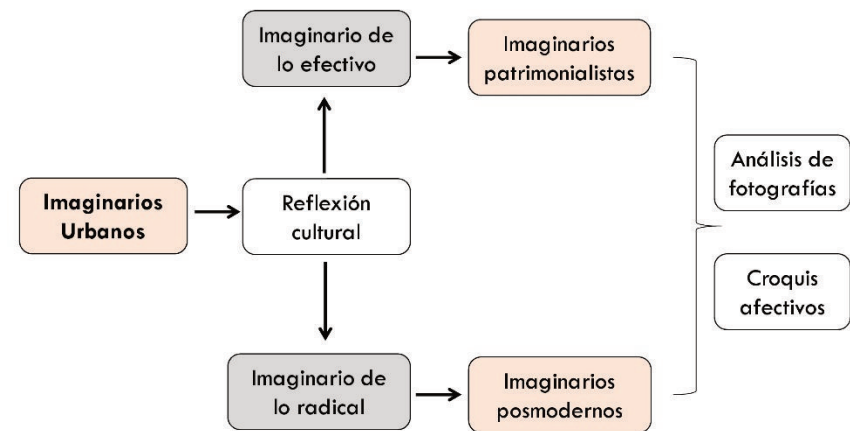 Imaginario de
lo efectivo
Imaginarios
patrimonialistas
Análisis de
fotografías
Imaginarios
Urbanos
Reflexión
cultural
Croquis
afectivos
Imaginario de
lo radical
Imaginarios
posmodernos